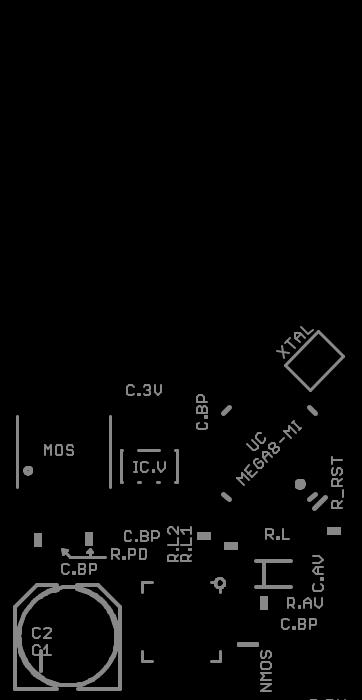 XTAL
C.3V
C.BP
UC
MEGA8-MI
MOS
IC.V
R_RST
C.BP
R.L2
R.L1
R.L
R.PD
C.BP
C.AV
R.AV
C.BP
C2
C1
NMOS